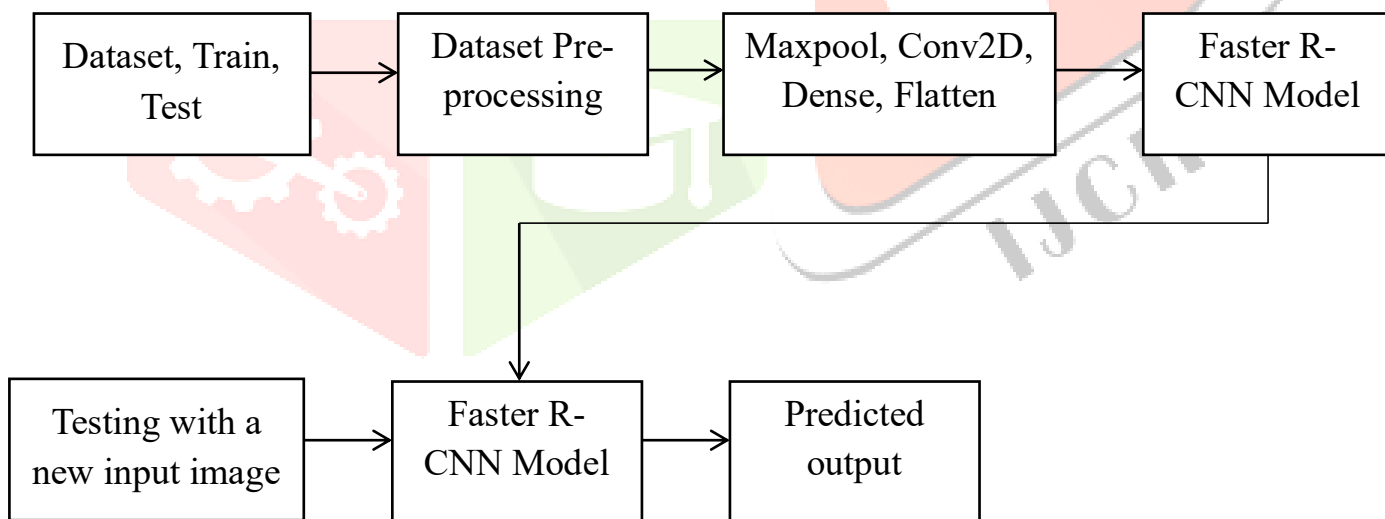 Dataset, Train,
Test
Dataset Pre-
processing
Maxpool, Conv2D,
Dense, Flatten
Faster R-
CNN Model
Testing with a
new input image
Faster R-
CNN Model
Predicted
output